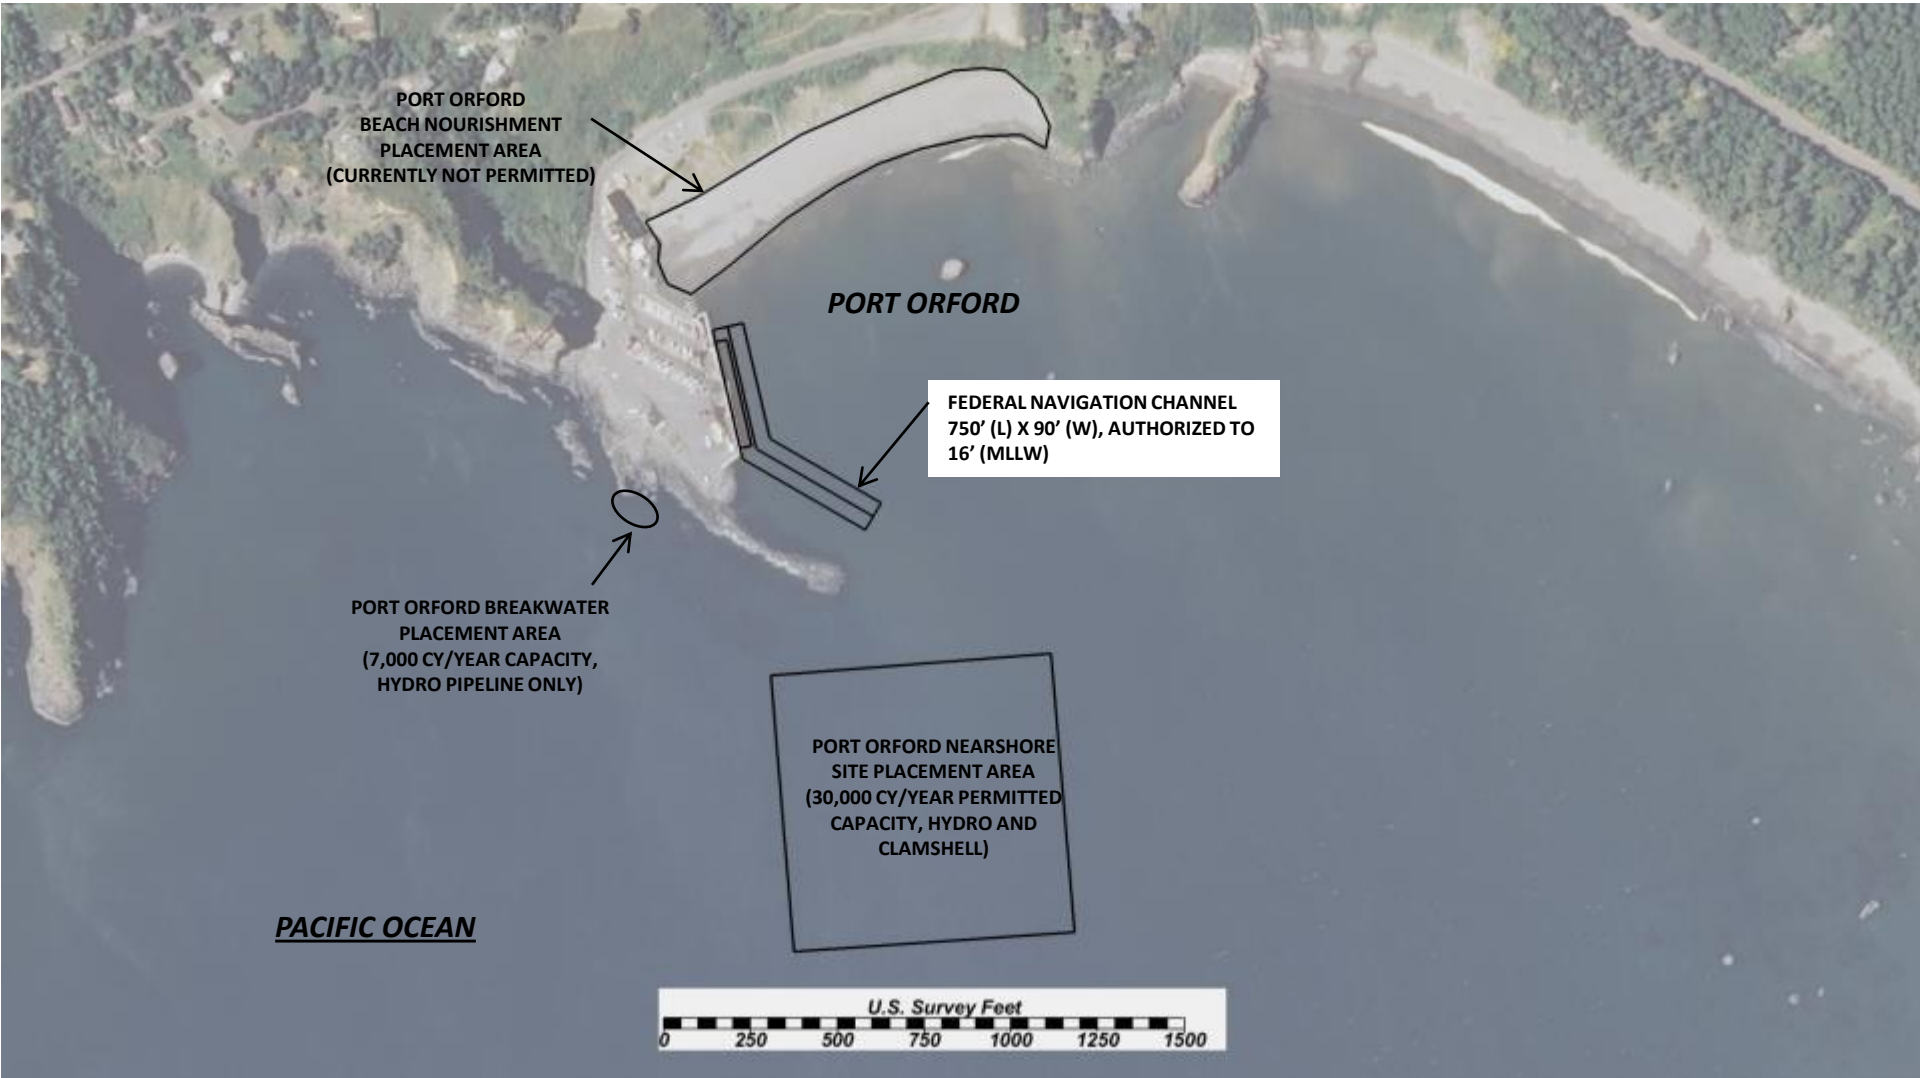 PORT ORFORD
BEACH NOURISHMENT
PLACEMENT AREA
(CURRENTLY NOT PERMITTED)
PORT ORFORD
FEDERAL NAVIGATION CHANNEL
750’ (L) X 90’ (W), AUTHORIZED TO
16’ (MLLW)
PORT ORFORD BREAKWATER
PLACEMENT AREA
(7,000 CY/YEAR CAPACITY,
HYDRO PIPELINE ONLY)
PORT ORFORD NEARSHORE
SITE PLACEMENT AREA
(30,000 CY/YEAR PERMITTED
CAPACITY, HYDRO AND
CLAMSHELL)
PACIFIC OCEAN
U.S. Survey Feet
0 250 500 750 1000 1250 1500